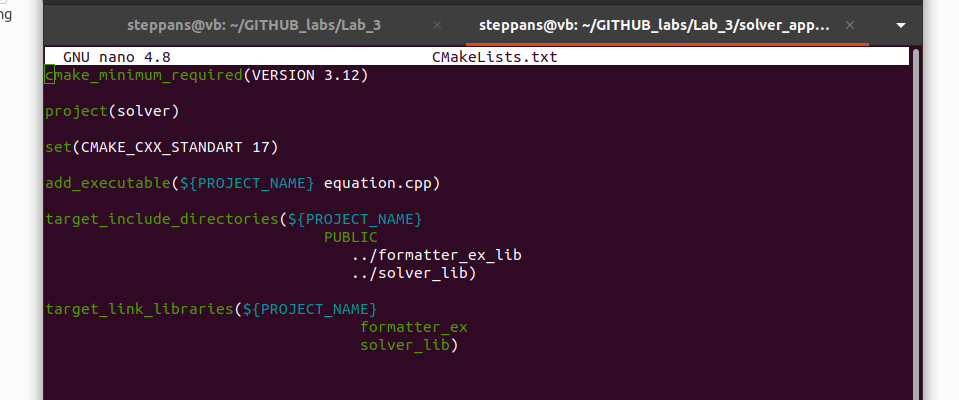 ng
steppans@vb: ~/GITHUB_labs/Lab_3 × steppans@vb: ~/GITHUB_labs/Lab_3/solver_app... ×
GNU nano 4.8 CMakeLists.txt
cmake_minimum_required(VERSION 3.12)
project(solver)
set(CMAKE_CXX_STANDART 17)
add_executable(${PROJECT_NAME} equation.cpp)
target_include_directories(${PROJECT_NAME}
PUBLIC
../formatter_ex_lib
../solver_lib)
target_link_libraries(${PROJECT_NAME}
formatter_ex
solver_lib)